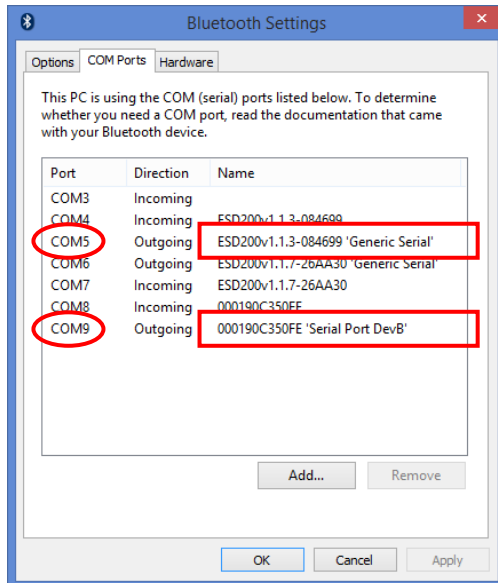 Bluetooth Settings
Options COM Ports Hardware
This PC is using the COM (serial) ports listed below. To determine
whether you need a COM port, read the documentation that came
with your Bluetooth device.
Port Direction Name
COM3 Incoming
COM4 Incoming ESD200v1.1.3-084699
COM5 Outgoing ESD200v1.1.3-084699 'Generic Serial'
COM6 Outgoing ESD200v1.1.7-26AA30 'Generic Serial'
COM7 Incoming ESD200v1.1.7-26AA30
COM8 Incoming 000190C350FE
COM9 Outgoing 000190C350FE 'Serial Port DevB'
Add... Remove
OK Cancel Apply